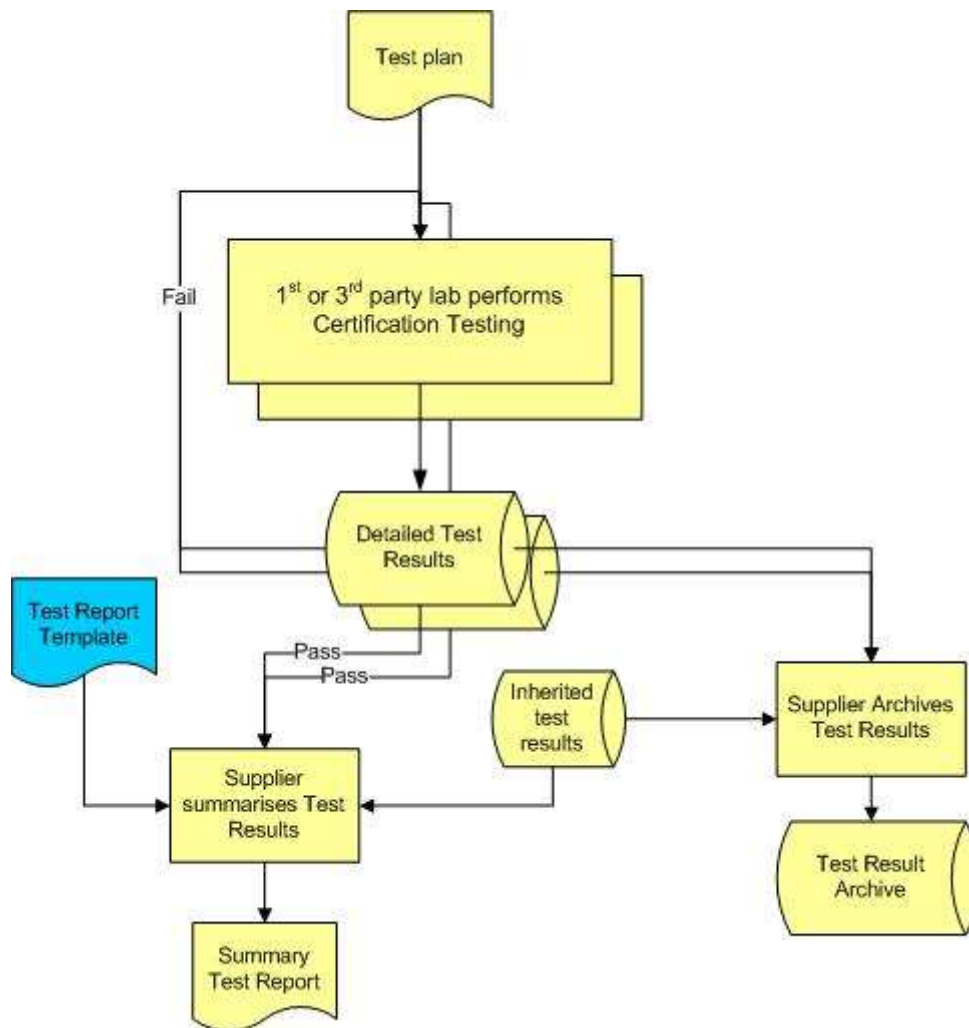 Test plan
Fail
1st or 3rd party lab performs
Certification Testing
Detailed Test
Results
Test Report
Template
Pass
Pass
Inherited
test
results
Supplier Archives
Test Results
Supplier
summarises Test
Results
Test Result
Archive
Summary
Test Report